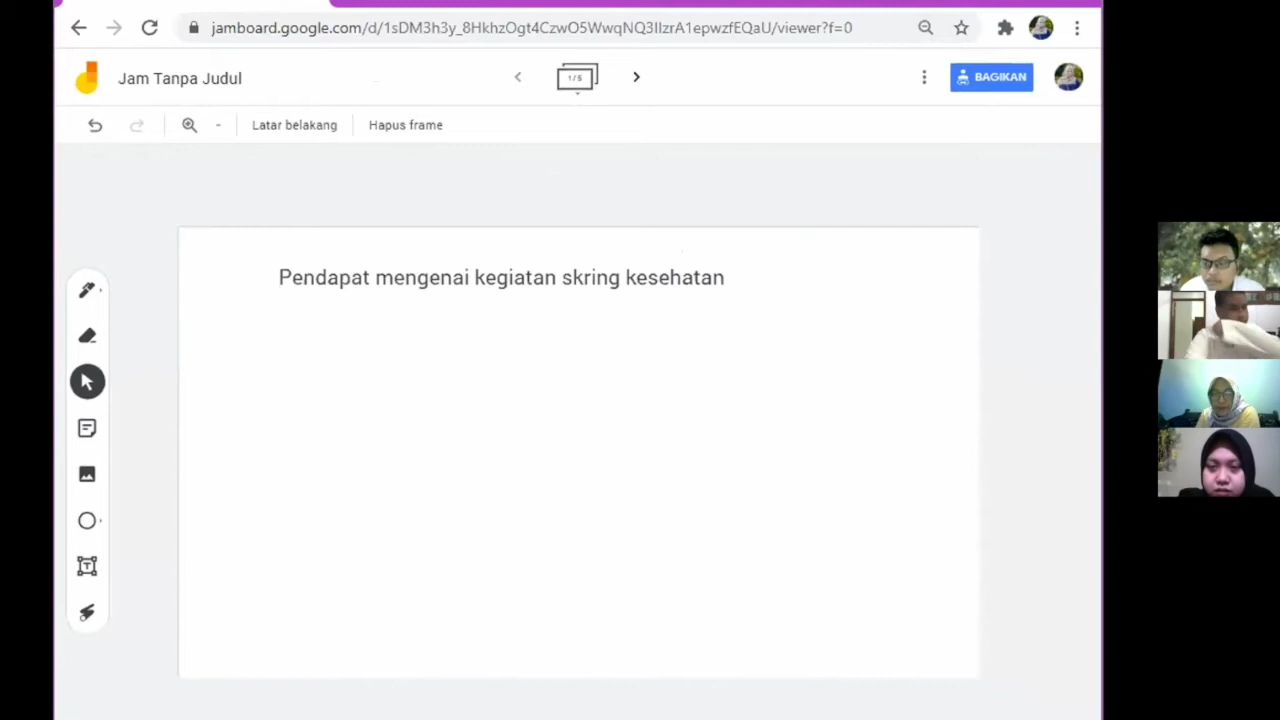 jamboard.google.com/d/1sDM3h3y_8HkhzOgt4CzwO5WwqNQ3IIzrA1epwzfEQaU/viewer?f=0
Jam Tanpa Judul
1/5
BAGIKAN
Latar belakang
Hapus frame
Pendapat mengenai kegiatan skring kesehatan